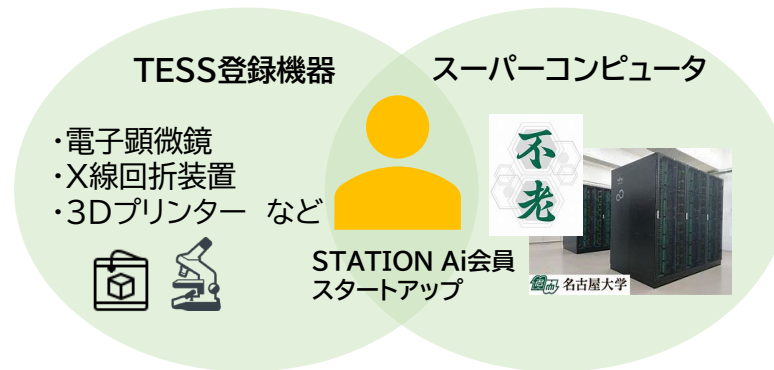 TESS登録機器
スーパーコンピュータ
・電子顕微鏡
・X線回折装置
・3Dプリンター など
不老
STATION Ai会員
スタートアップ
名古屋大学